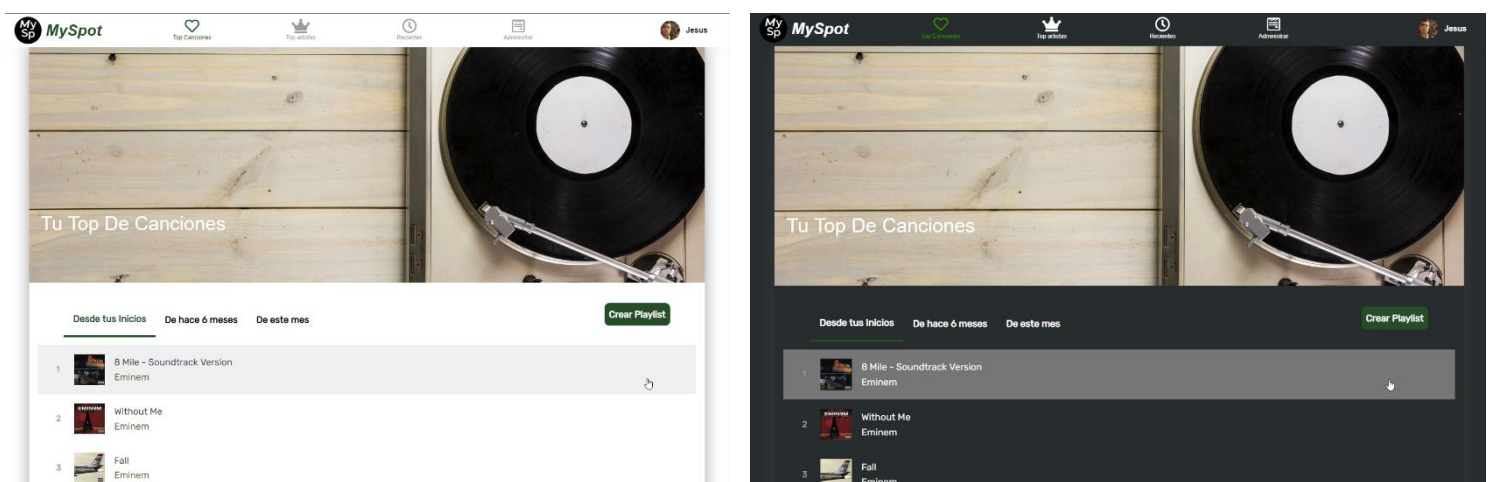 My Sp MySpot
Top Canciones
Top artistas
Recientes
Administrar
Jesus
Tu Top De Canciones
Desde tus Inicios
De hace 6 meses
De este mes
Crear Playlist
1
8 Mile - Soundtrack Version
Eminem
2
EMINEM
Without Me
Eminem
3
Fall
Eminem
My Sp MySpot
Top Canciones
Top artistas
Recientes
Administrar
Jesus
Tu Top De Canciones
Desde tus Inicios
De hace 6 meses
De este mes
Crear Playlist
1
8 Mile - Soundtrack Version
Eminem
2
EMINEM
Without Me
Eminem
3
Fall
Eminem